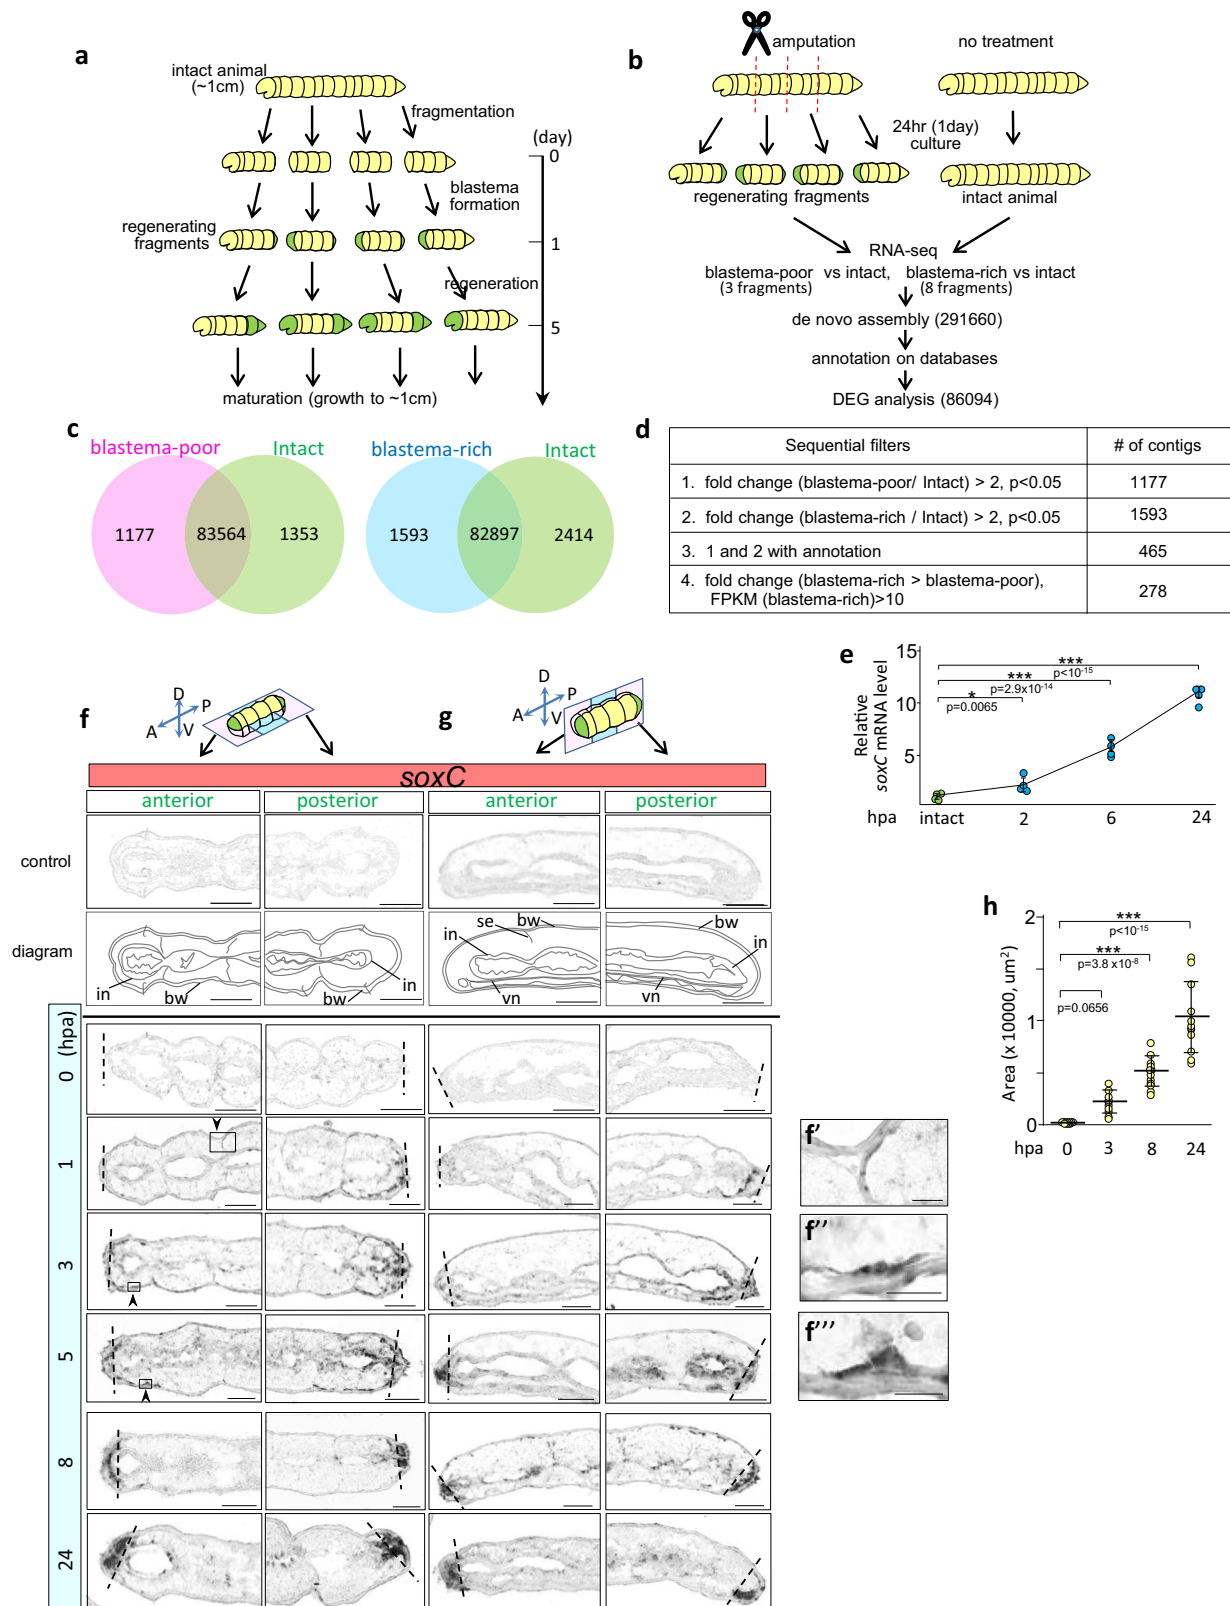 a
intact animal
(~1cm)
fragmentation
(day)
0
blastema
formation
regenerating
fragments
1
regeneration
5
maturation (growth to ~1cm)
b
amputation
no treatment
24hr (1day)
culture
regenerating fragments
intact animal
RNA-seq
blastema-poor vs intact, blastema-rich vs intact
(3 fragments) (8 fragments)
de novo assembly (291660)
annotation on databases
DEG analysis (86094)
c
blastema-poor Intact
1177 83564 1353
blastema-rich Intact
1593 82897 2414
d
Sequential filters # of contigs
1. fold change (blastema-poor/ Intact) > 2, p<0.05 1177
2. fold change (blastema-rich / Intact) > 2, p<0.05 1593
3. 1 and 2 with annotation 465
4. fold change (blastema-rich > blastema-poor),
FPKM (blastema-rich)>10 278
e
Relative
soxC mRNA level
15
10
5
***
p<10-15
***
p=2.9x10-14
*
p=0.0065
hpa intact 2 6 24
f
D
P
A
V
g
D
P
A
V
soxC
anterior posterior anterior posterior
control
diagram
in bw bw in
in se bw vn
bw in vn
(hpa)
0
1
3
5
8
24
f'
f''
f'''
h
Area (x 10000, um2)
2
1
0
***
p<10-15
***
p=3.8 x10-8
p=0.0656
hpa 0 3 8 24